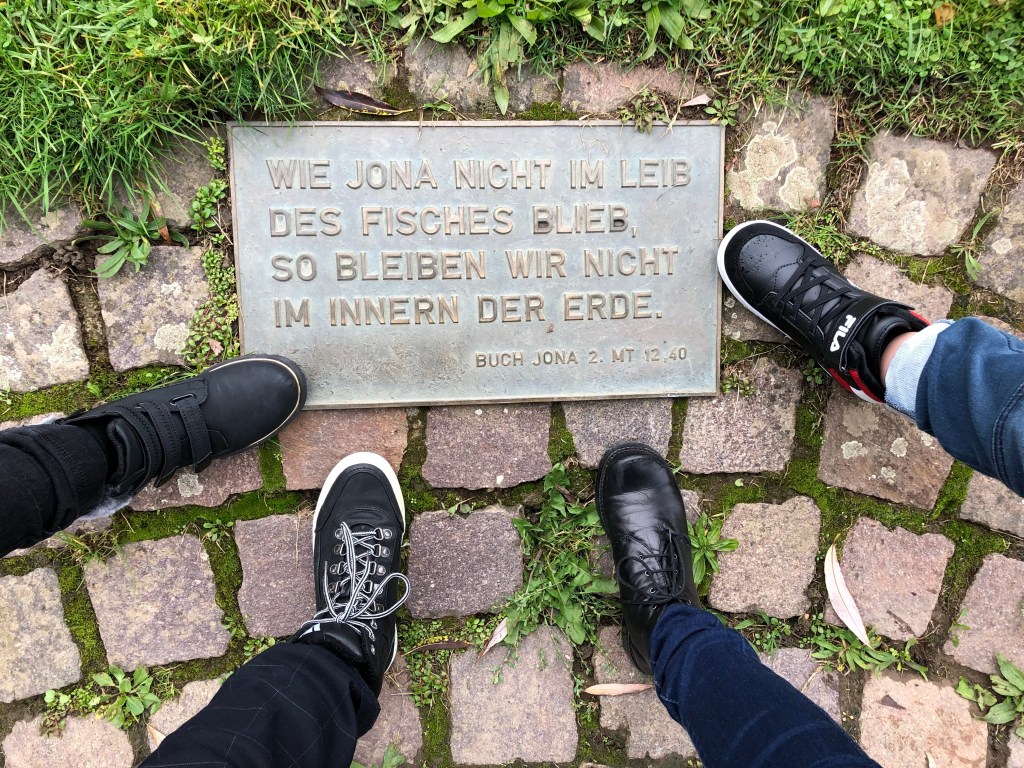 WIE JONA NICHT IM LEIB
DES FISCHES BLIEB,
SO BLEIBEN WIR NICHT
IM INNERN DER ERDE.
BUCH JONA 2. MT 12,40
FILA